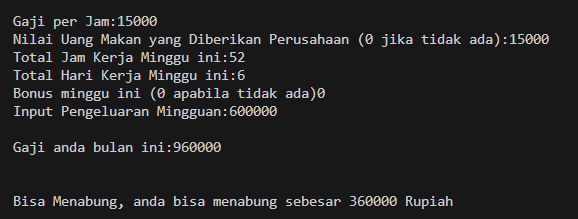 Gaji per Jam:15000
Nilai Uang Makan yang Diberikan Perusahaan (0 jika tidak ada):15000
Total Jam Kerja Minggu ini:52
Total Hari Kerja Minggu ini:6
Bonus minggu ini (0 apabila tidak ada)0
Input Pengeluaran Mingguan:600000
Gaji anda bulan ini:960000
Bisa Menabung, anda bisa menabung sebesar 360000 Rupiah